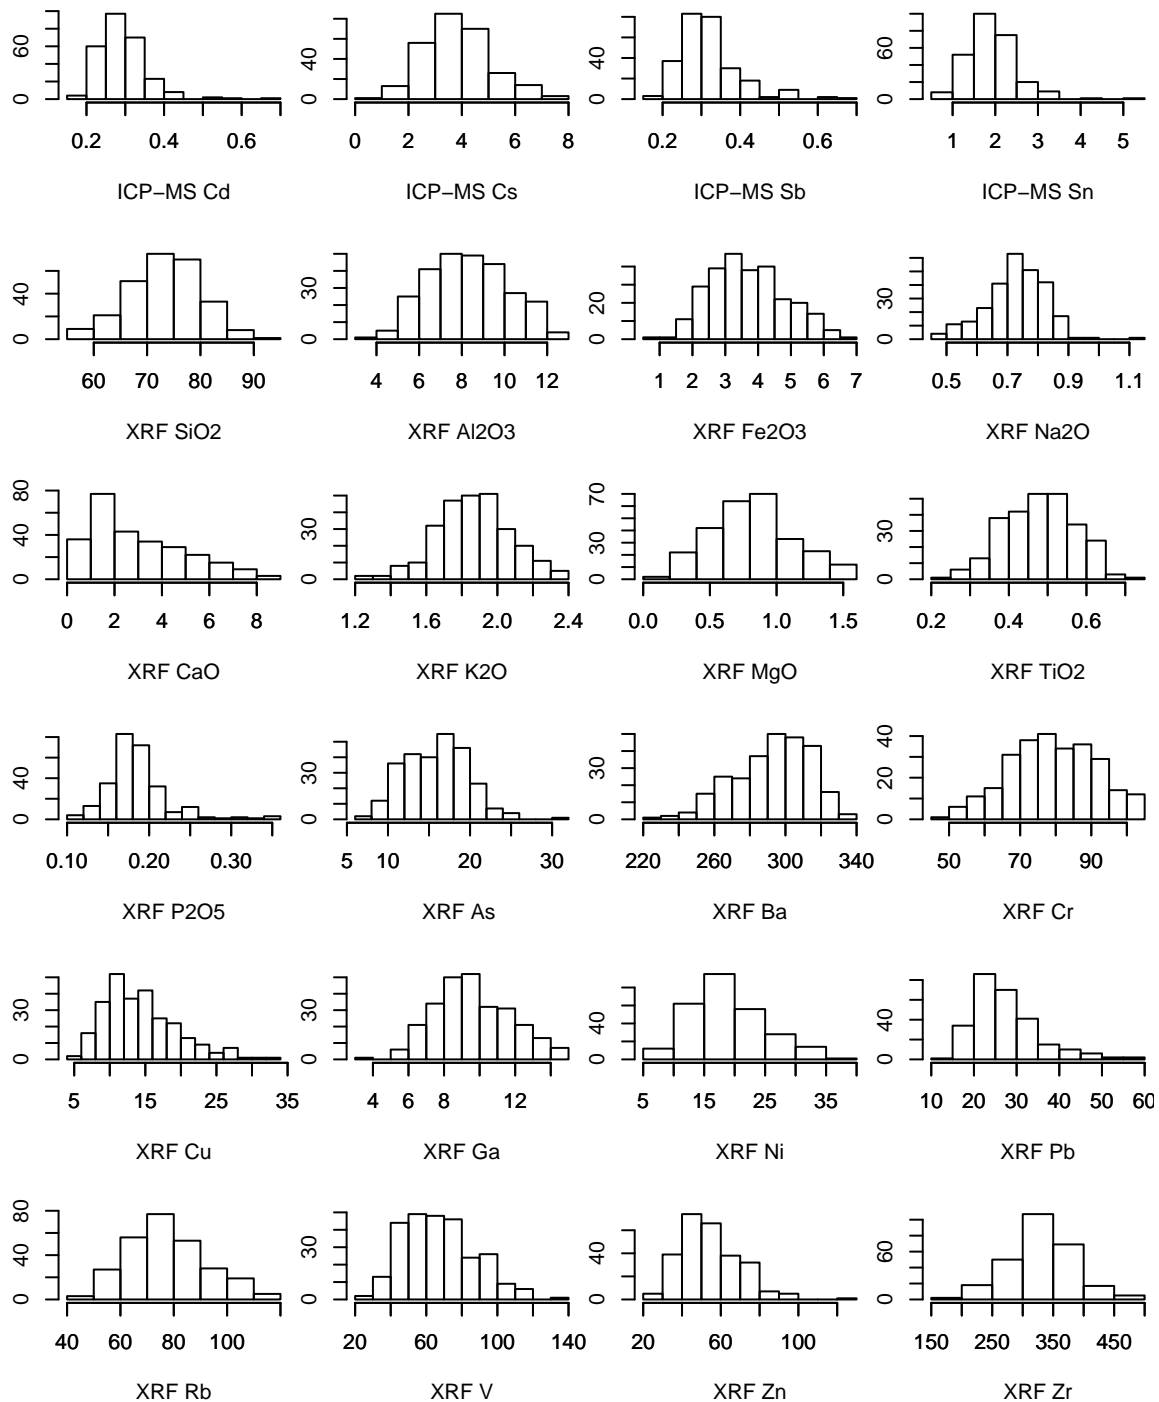 0 60
0.2 0.4 0.6
ICP−MS Cd
0 40
0 2 4 6 8
ICP−MS Cs
0 40
0.2 0.4 0.6
ICP−MS Sb
0 60
1 2 3 4 5
ICP−MS Sn
0 40
60 70 80 90
XRF SiO2
0 30
4 6 8 10 12
XRF Al2O3
0 20
1 2 3 4 5 6 7
XRF Fe2O3
0 30
0.5 0.7 0.9 1.1
XRF Na2O
0 40 80
0 2 4 6 8
XRF CaO
0 30
1.2 1.6 2.0 2.4
XRF K2O
0 30 70
0.0 0.5 1.0 1.5
XRF MgO
0 30
0.2 0.4 0.6
XRF TiO2
0 40
0.10 0.20 0.30
XRF P2O5
0 30
5 10 20 30
XRF As
0 30
220 260 300 340
XRF Ba
0 20 40
50 70 90
XRF Cr
0 30
5 15 25 35
XRF Cu
0 30
4 6 8 12
XRF Ga
0 40
5 15 25 35
XRF Ni
0 40
10 20 30 40 50 60
XRF Pb
0 40 80
40 60 80 100
XRF Rb
0 30
20 60 100 140
XRF V
0 40
20 60 100
XRF Zn
0 60
150 250 350 450
XRF Zr